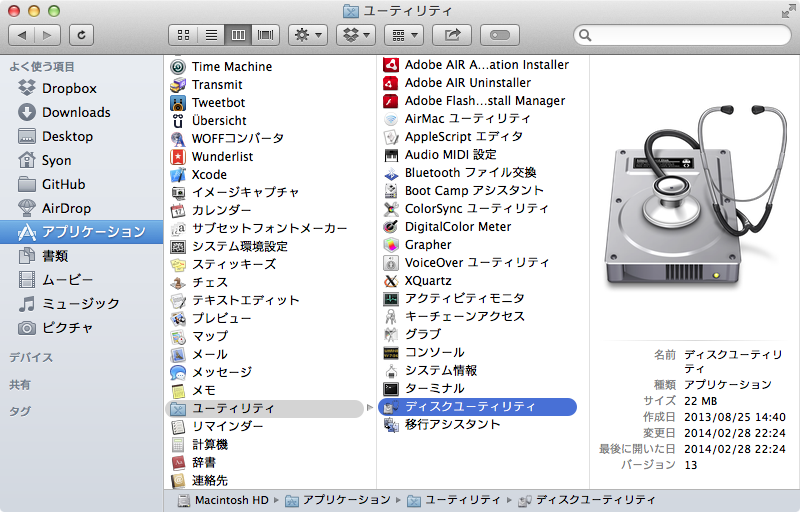 ユーティリティ
よく使う項目
Dropbox
Downloads
Desktop
Syon
GitHub
AirDrop
アプリケーション
書類
ムービー
ミュージック
ピクチャ
デバイス
共有
タグ
Time Machine
Transmit
Tweetbot
Übersicht
WOFFコンバータ
Wunderlist
Xcode
イメージキャプチャ
カレンダー
サブセットフォントメーカー
システム環境設定
スティッキーズ
チェス
テキストエディット
プレビュー
マップ
メール
メッセージ
メモ
ユーティリティ
リマインダー
計算機
辞書
連絡先
Adobe AIR A...ation Installer
Adobe AIR Uninstaller
Adobe Flash...stall Manager
AirMac ユーティリティ
AppleScript エディタ
Audio MIDI 設定
Bluetooth ファイル交換
Boot Camp アシスタント
ColorSync ユーティリティ
DigitalColor Meter
Grapher
VoiceOver ユーティリティ
XQuartz
アクティビティモニタ
キーチェーンアクセス
グラブ
コンソール
システム情報
ターミナル
ディスクユーティリティ
移行アシスタント
名前 ディスクユーティリティ
種類 アプリケーション
サイズ 22 MB
作成日 2013/08/25 14:40
変更日 2014/02/28 22:24
最後に開いた日 2014/02/28 22:24
バージョン 13
Macintosh HD ▸ アプリケーション ▸ ユーティリティ ▸ ディスクユーティリティ